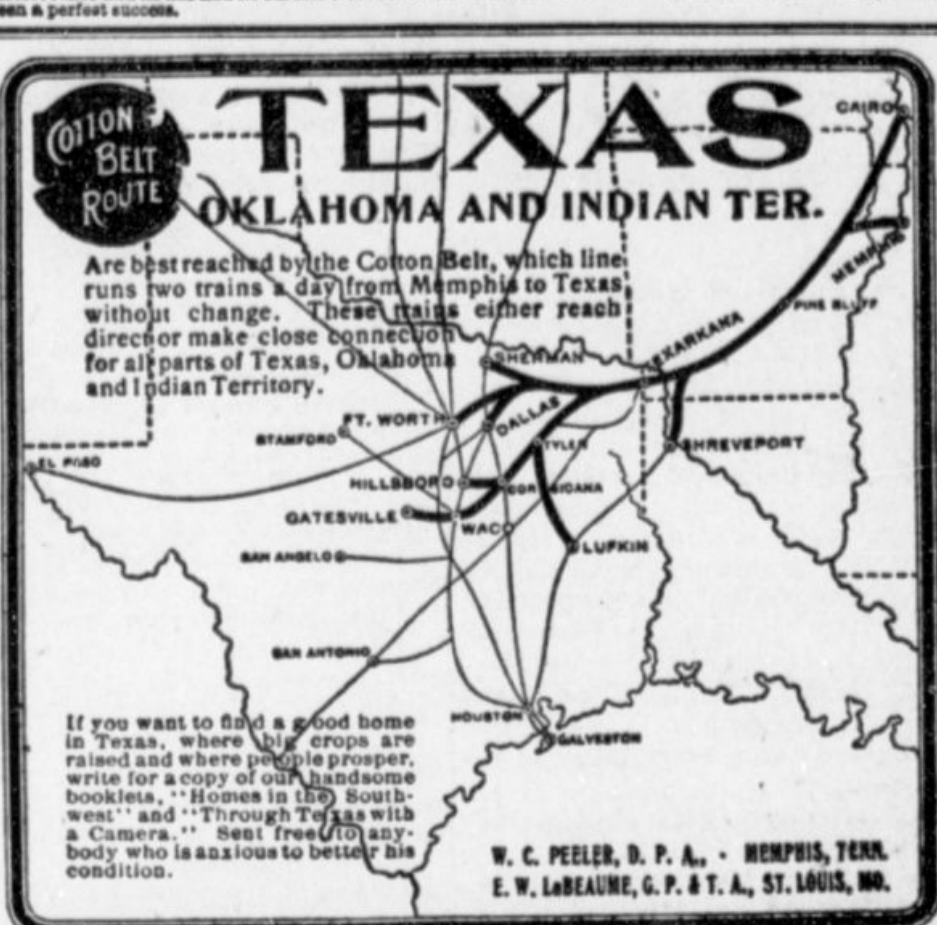 een a perfect success.
COTTON
BELT
ROUTE
TEXAS
OKLAHOMA AND INDIAN TER.
Are best reached by the Cotton Belt, which line
runs two trains a day from Memphis to Texas
without change. These trains either reach
direct or make close connection
for all parts of Texas, Oklahoma
and Indian Territory.
CAIRO
MEMPHIS
PINE BLUFF
TEXARKANA
SHERMAN
FT. WORTH
DALLAS
STAMFORD
TYLER
SHREVEPORT
EL PASO
HILLSBORO
CORSICANA
GATESVILLE
WACO
SAN ANGELO
LUFKIN
SAN ANTONIO
HOUSTON
GALVESTON
If you want to find a good home
in Texas, where big crops are
raised and where people prosper,
write for a copy of our handsome
booklets, "Homes in the South-
west" and "Through Texas with
a Camera." Sent free to any-
body who is anxious to better his
condition.
W. C. PEELER, D. P. A., - MEMPHIS, TENN.
E. W. LaBEAUME, G. P. & T. A., ST. LOUIS, MO.